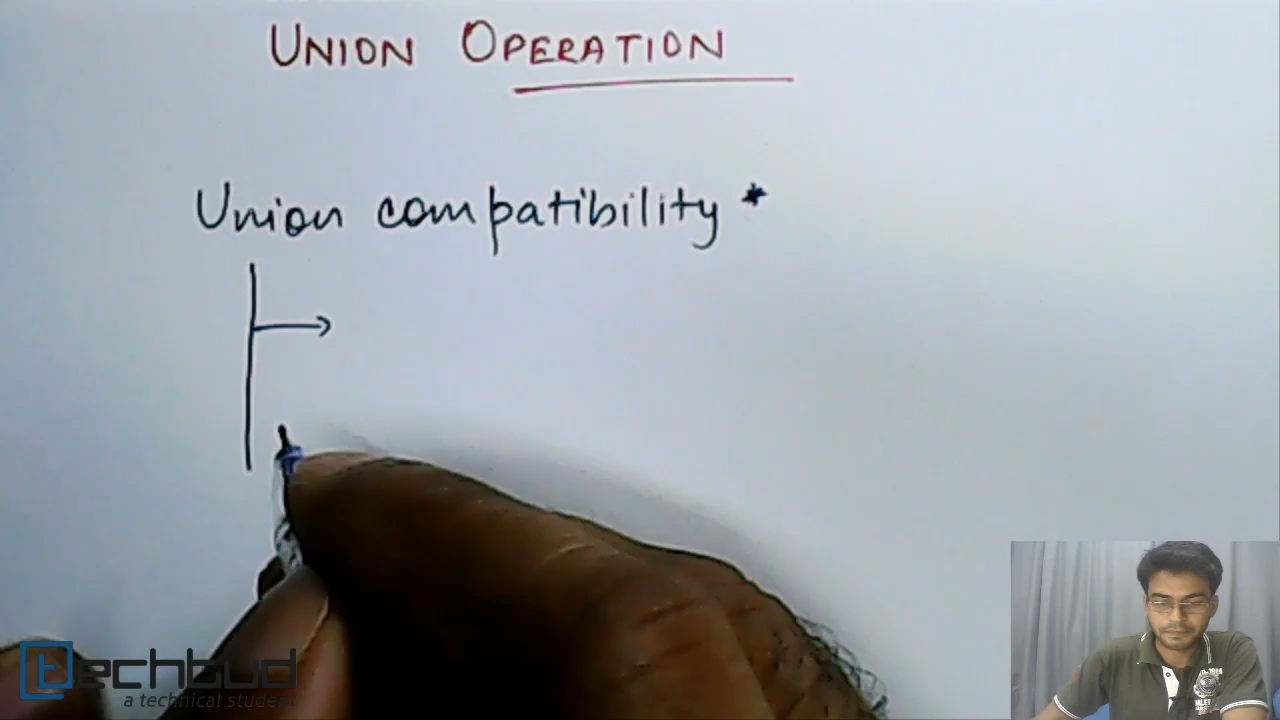 UNION OPERATION
Union compatibility *
techbud
a technical student